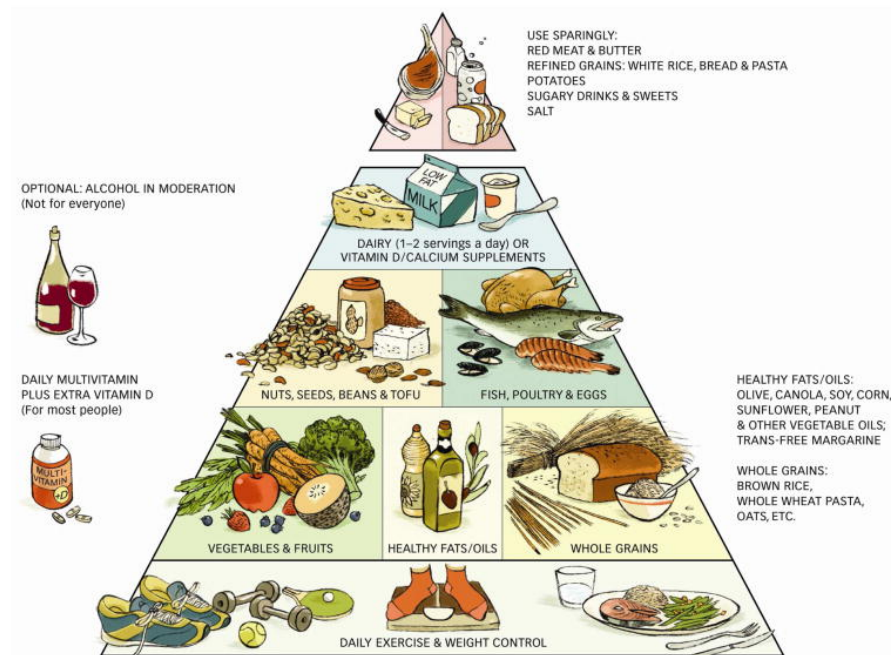 USE SPARINGLY:
RED MEAT & BUTTER
REFINED GRAINS: WHITE RICE, BREAD & PASTA
POTATOES
SUGARY DRINKS & SWEETS
SALT
OPTIONAL: ALCOHOL IN MODERATION
(Not for everyone)
LOW
FAT
MILK
DAIRY (1–2 servings a day) OR
VITAMIN D/CALCIUM SUPPLEMENTS
NUTS, SEEDS, BEANS & TOFU
FISH, POULTRY & EGGS
DAILY MULTIVITAMIN
PLUS EXTRA VITAMIN D
(For most people)
MULTI-
VITAMIN
+D
HEALTHY FATS/OILS:
OLIVE, CANOLA, SOY, CORN,
SUNFLOWER, PEANUT
& OTHER VEGETABLE OILS;
TRANS-FREE MARGARINE
WHOLE GRAINS:
BROWN RICE,
WHOLE WHEAT PASTA,
OATS, ETC.
VEGETABLES & FRUITS
HEALTHY FATS/OILS
WHOLE GRAINS
DAILY EXERCISE & WEIGHT CONTROL